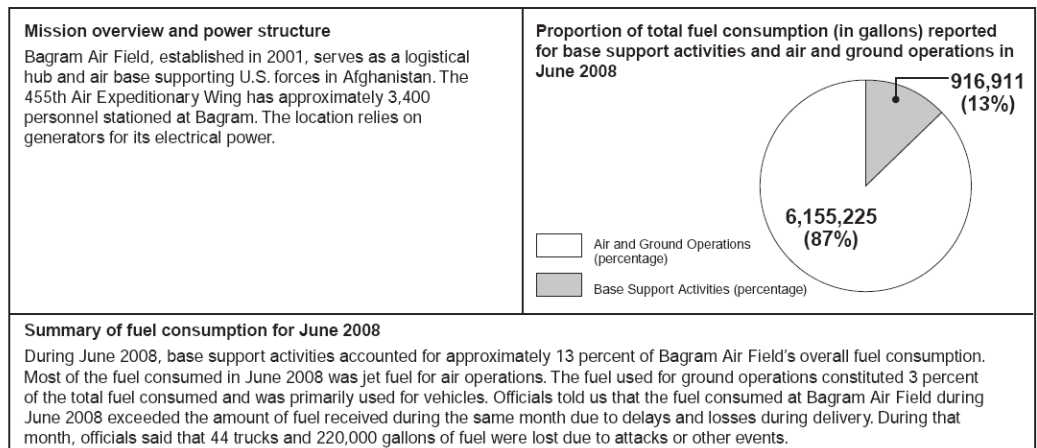 Mission overview and power structure
Bagram Air Field, established in 2001, serves as a logistical
hub and air base supporting U.S. forces in Afghanistan. The
455th Air Expeditionary Wing has approximately 3,400
personnel stationed at Bagram. The location relies on
generators for its electrical power.
Proportion of total fuel consumption (in gallons) reported
for base support activities and air and ground operations in
June 2008
916,911
(13%)
6,155,225
(87%)
Air and Ground Operations
(percentage)
Base Support Activities (percentage)
Summary of fuel consumption for June 2008
During June 2008, base support activities accounted for approximately 13 percent of Bagram Air Field's overall fuel consumption.
Most of the fuel consumed in June 2008 was jet fuel for air operations. The fuel used for ground operations constituted 3 percent
of the total fuel consumed and was primarily used for vehicles. Officials told us that the fuel consumed at Bagram Air Field during
June 2008 exceeded the amount of fuel received during the same month due to delays and losses during delivery. During that
month, officials said that 44 trucks and 220,000 gallons of fuel were lost due to attacks or other events.